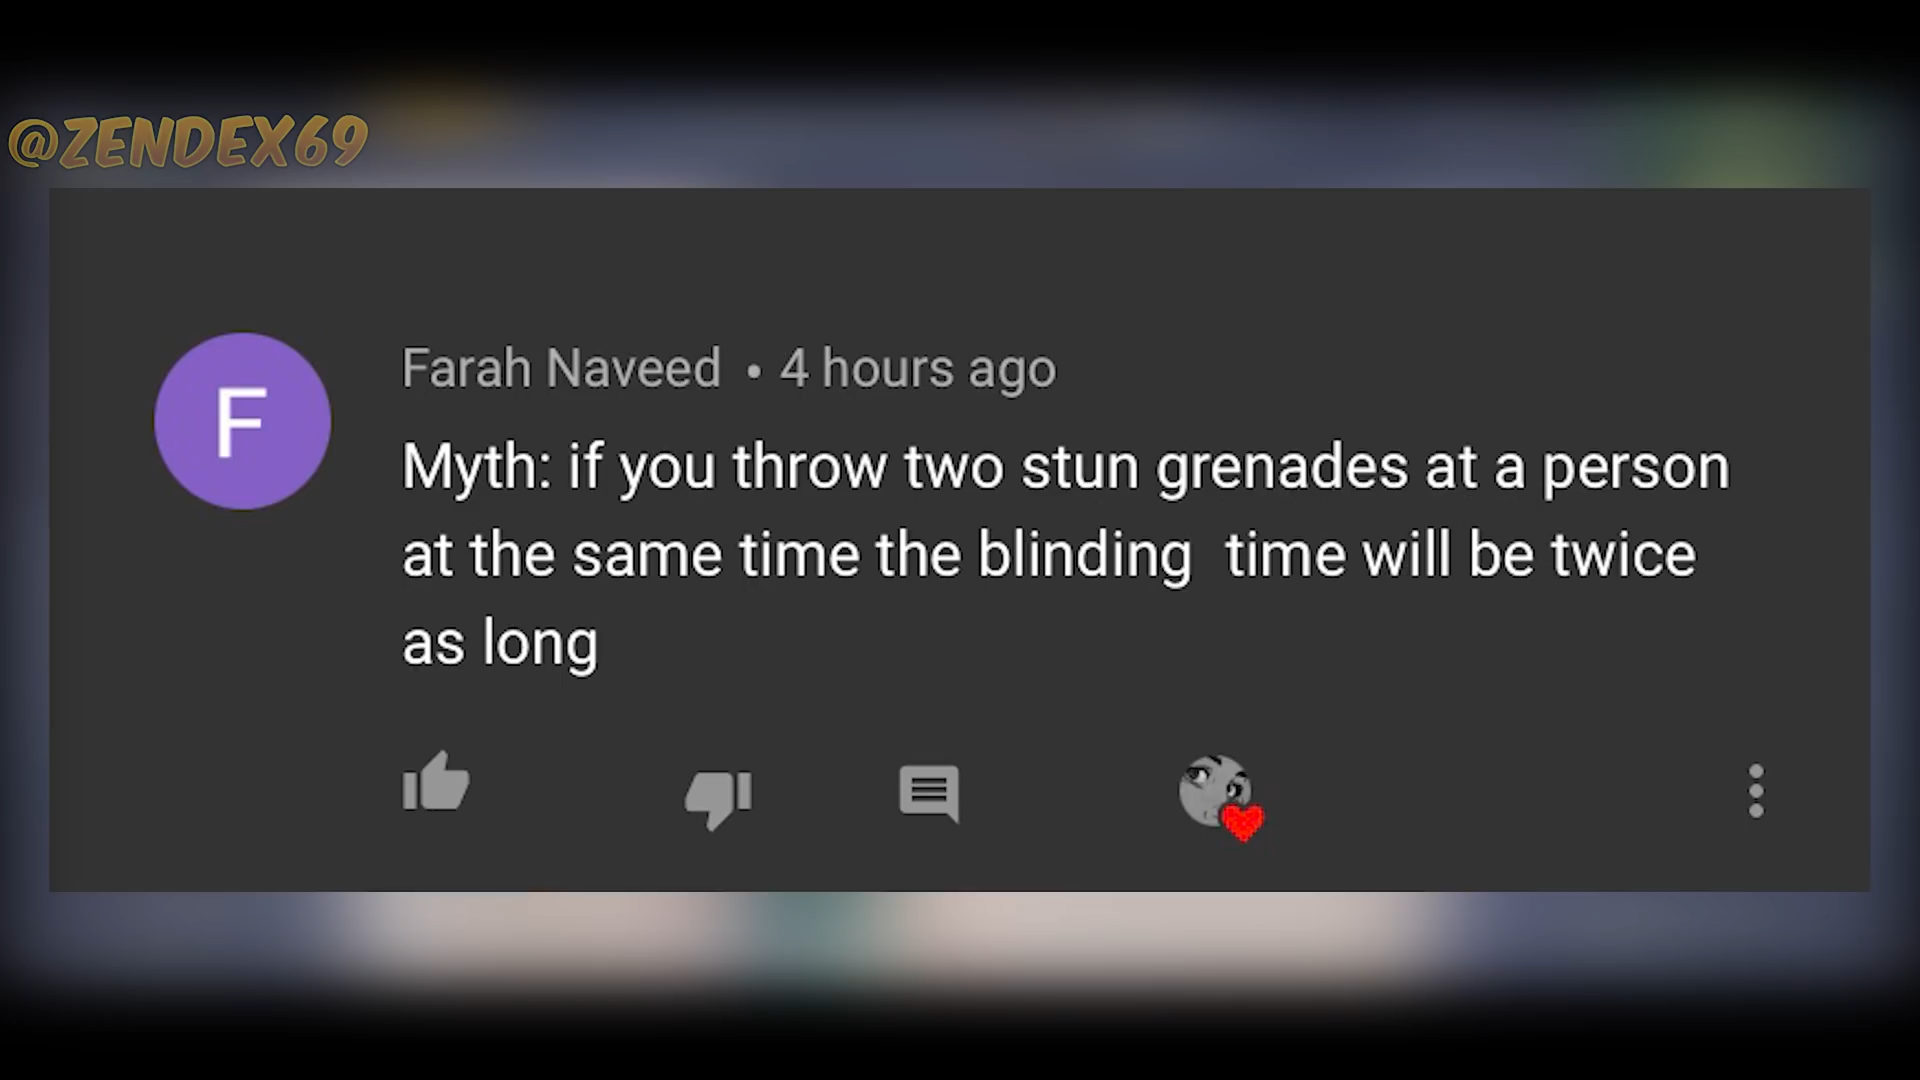 @ZENDEX69
F
Farah Naveed • 4 hours ago
Myth: if you throw two stun grenades at a person
at the same time the blinding  time will be twice
as long